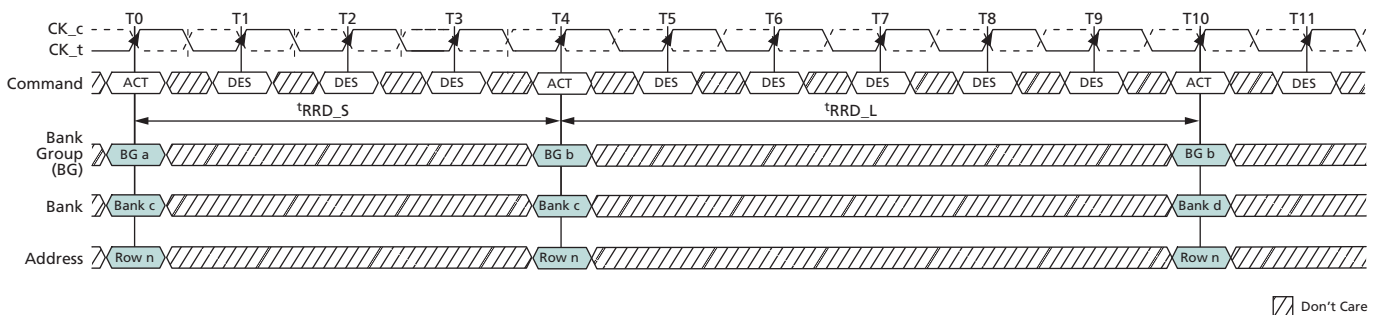 T0 T1 T2 T3 T4 T5 T6 T7 T8 T9 T10 T11
CK_c
CK_t
Command ACT DES DES DES ACT DES DES DES DES DES ACT DES
tRRD_S tRRD_L
Bank
Group
(BG)
BG a BG b BG b
Bank Bank c Bank c Bank d
Address Row n Row n Row n
Don't Care